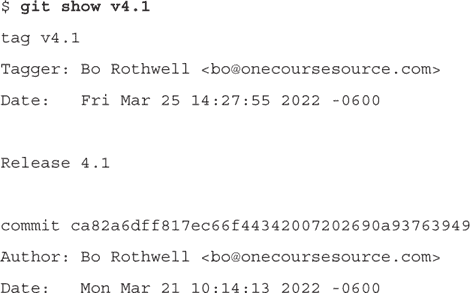 $ git show v4.1
tag v4.1
Tagger: Bo Rothwell <bo@onecoursesource.com>
Date:   Fri Mar 25 14:27:55 2022 -0600
Release 4.1
commit ca82a6dff817ec66f44342007202690a93763949
Author: Bo Rothwell <bo@onecoursesource.com>
Date:   Mon Mar 21 10:14:13 2022 -0600